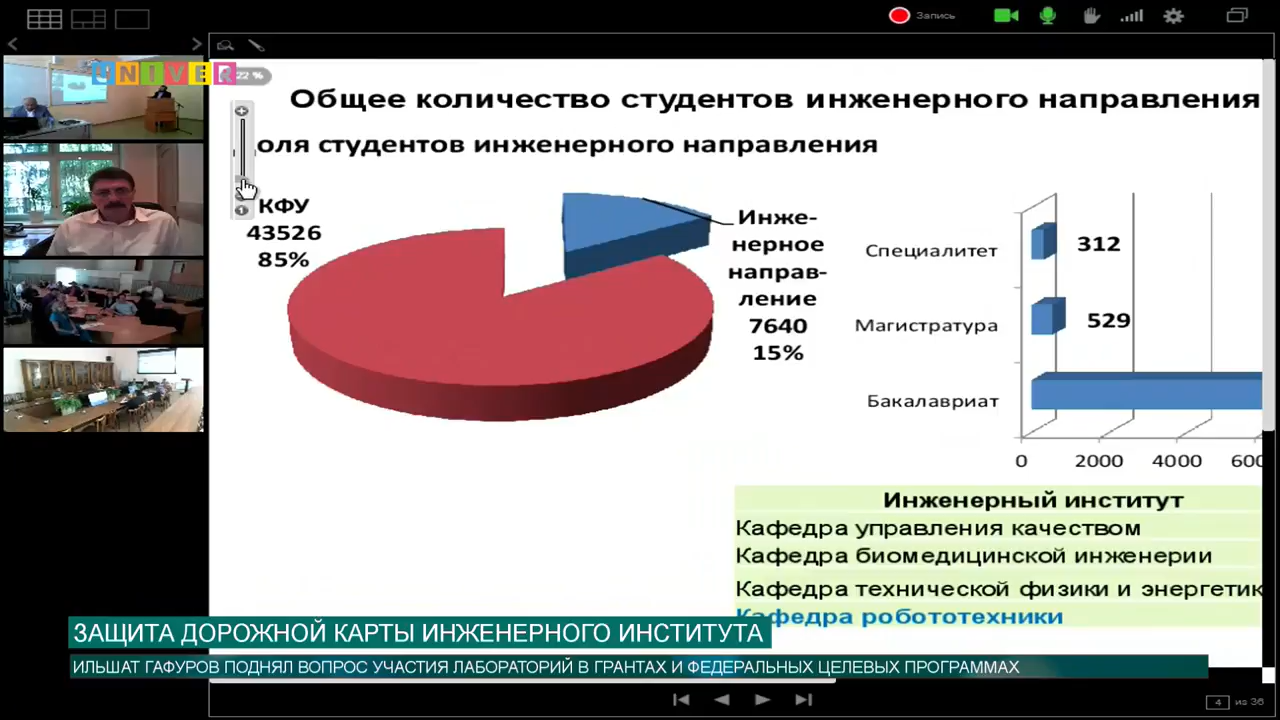 Запись
UNIVER
22 %
Общее количество студентов инженерного направления
оля студентов инженерного направления
КФУ
43526
85%
Инже-
нерное
направ-
ление
7640
15%
Специалитет
312
Магистратура
529
Бакалавриат
0 2000 4000 600
Инженерный институт
Кафедра управления качеством
Кафедра биомедицинской инженерии
Кафедра технической физики и энергетик
Кафедра робототехники
ЗАЩИТА ДОРОЖНОЙ КАРТЫ ИНЖЕНЕРНОГО ИНСТИТУТА
ИЛЬШАТ ГАФУРОВ ПОДНЯЛ ВОПРОС УЧАСТИЯ ЛАБОРАТОРИЙ В ГРАНТАХ И ФЕДЕРАЛЬНЫХ ЦЕЛЕВЫХ ПРОГРАММАХ
4 из 36